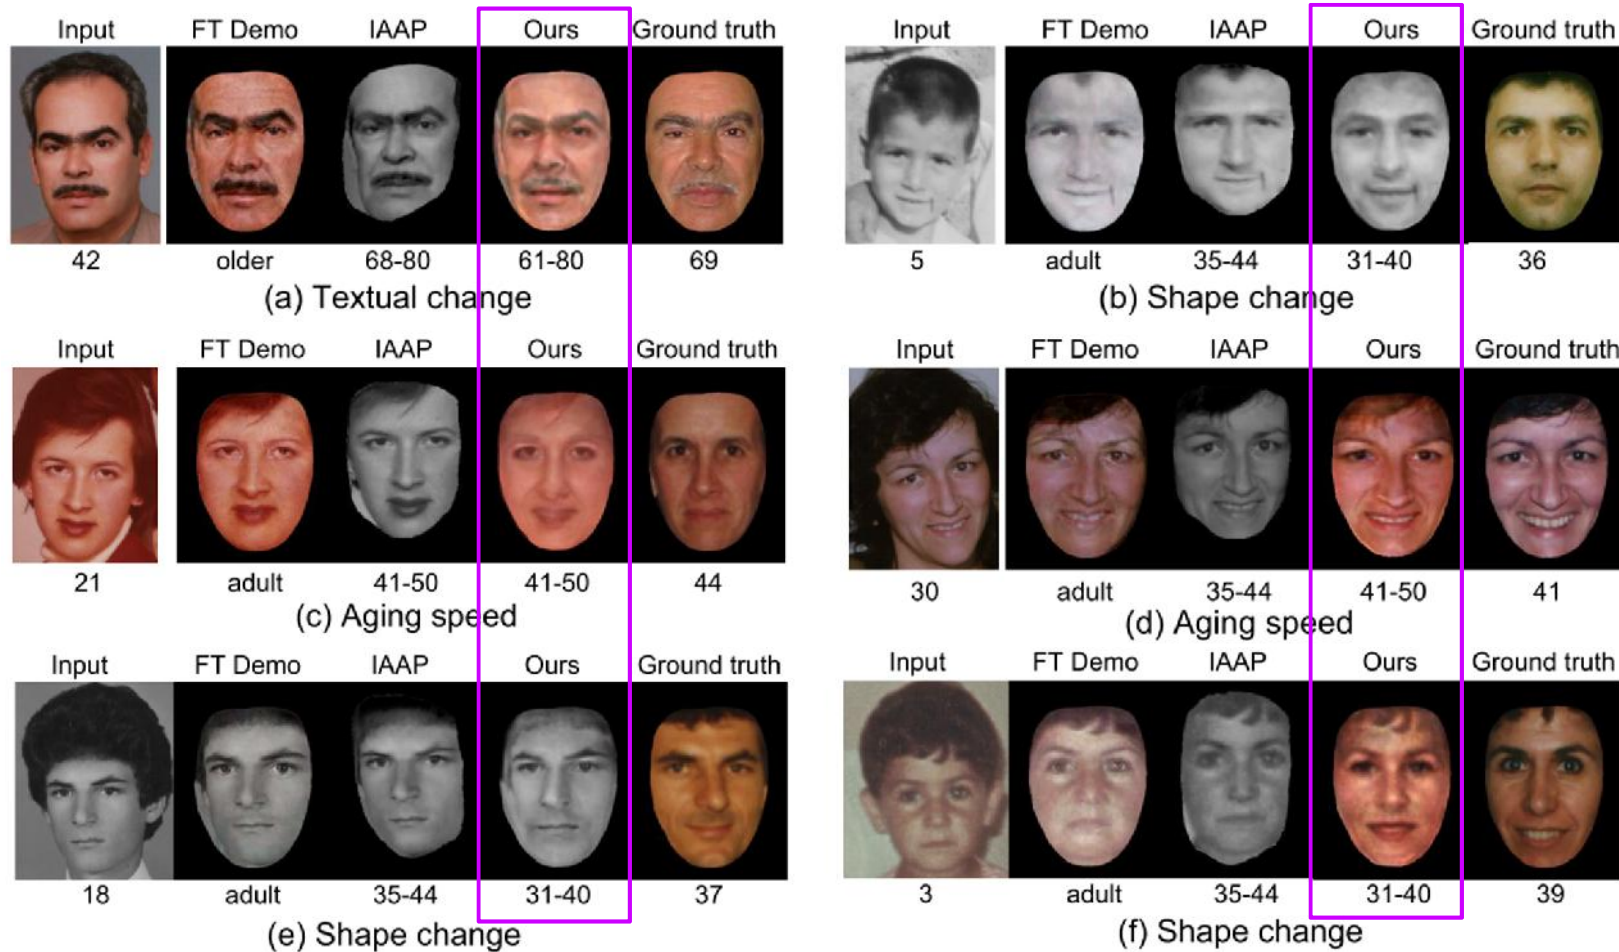 Input FT Demo IAAP Ours Ground truth
42 older 68-80 61-80 69
(a) Textual change
Input FT Demo IAAP Ours Ground truth
5 adult 35-44 31-40 36
(b) Shape change
Input FT Demo IAAP Ours Ground truth
21 adult 41-50 41-50 44
(c) Aging speed
Input FT Demo IAAP Ours Ground truth
30 adult 35-44 41-50 41
(d) Aging speed
Input FT Demo IAAP Ours Ground truth
18 adult 35-44 31-40 37
(e) Shape change
Input FT Demo IAAP Ours Ground truth
3 adult 35-44 31-40 39
(f) Shape change